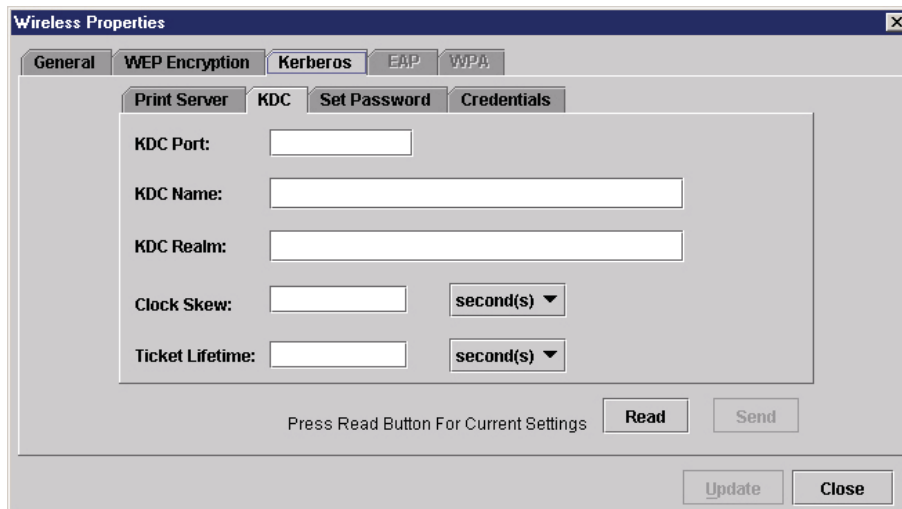 Wireless Properties
General WEP Encryption Kerberos EAP WPA
Print Server KDC Set Password Credentials
KDC Port:
KDC Name:
KDC Realm:
Clock Skew: second(s)
Ticket Lifetime: second(s)
Press Read Button For Current Settings Read Send
Update Close